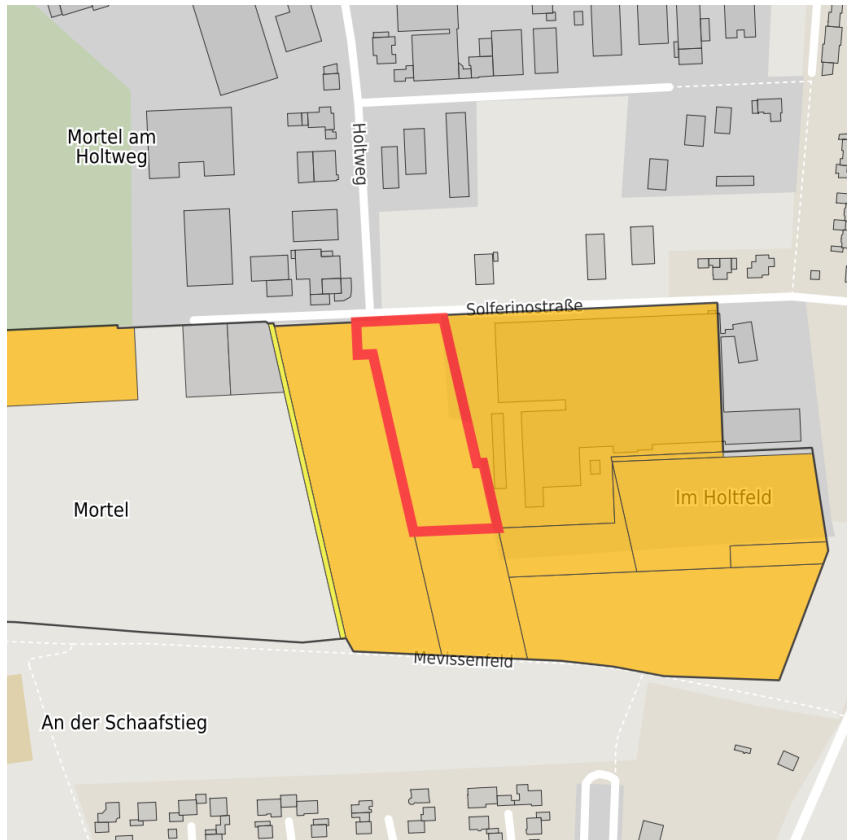 Mortel am
Holtweg
Holtweg
Solferinostraße
Im Holtfeld
Mortel
Mevissenfeld
An der Schaafstieg